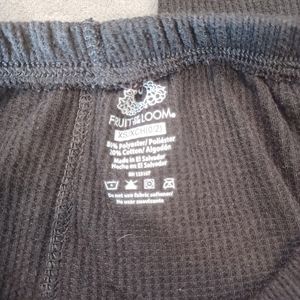 FRUIT OF THE LOOM®
XS/XCH(0/2)
80% Polyester/ Poliéster
20% Cotton/ Algodón
Made in El Salvador
Hecho en El Salvador
Do not use fabric softener/
No usar suavizante